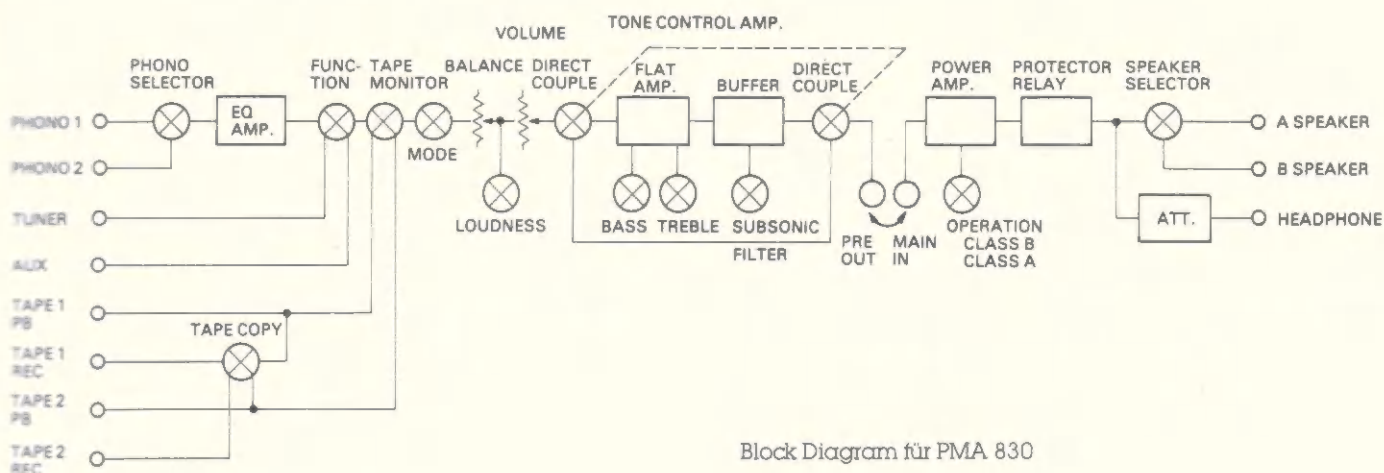 TONE CONTROL AMP.
VOLUME
PHONO
SELECTOR
FUNC-
TION
TAPE
MONITOR
BALANCE
DIRECT
COUPLE
FLAT
AMP.
BUFFER
DIRECT
COUPLE
POWER
AMP.
PROTECTOR
RELAY
SPEAKER
SELECTOR
PHONO 1
EQ
AMP.
MODE
A SPEAKER
PHONO 2
B SPEAKER
TUNER
LOUDNESS
BASS
TREBLE
SUBSONIC
FILTER
PRE
OUT
MAIN
IN
OPERATION
CLASS B
CLASS A
ATT.
HEADPHONE
AUX
TAPE 1
PB
TAPE COPY
TAPE 1
REC
TAPE 2
PB
TAPE 2
REC
Block Diagram für PMA 830